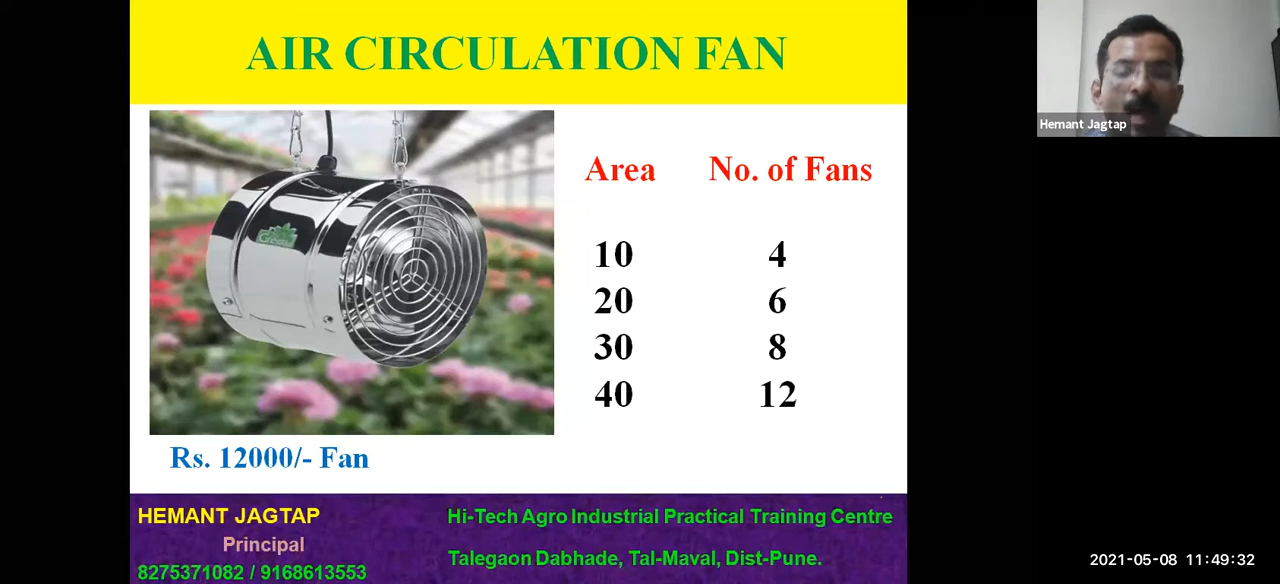 AIR CIRCULATION FAN
Hemant Jagtap
Area No. of Fans
10 4
20 6
30 8
40 12
Rs. 12000/- Fan
HEMANT JAGTAP
Principal
8275371082 / 9168613553
Hi-Tech Agro Industrial Practical Training Centre
Talegaon Dabhade, Tal-Maval, Dist-Pune.
2021-05-08 11:49:32